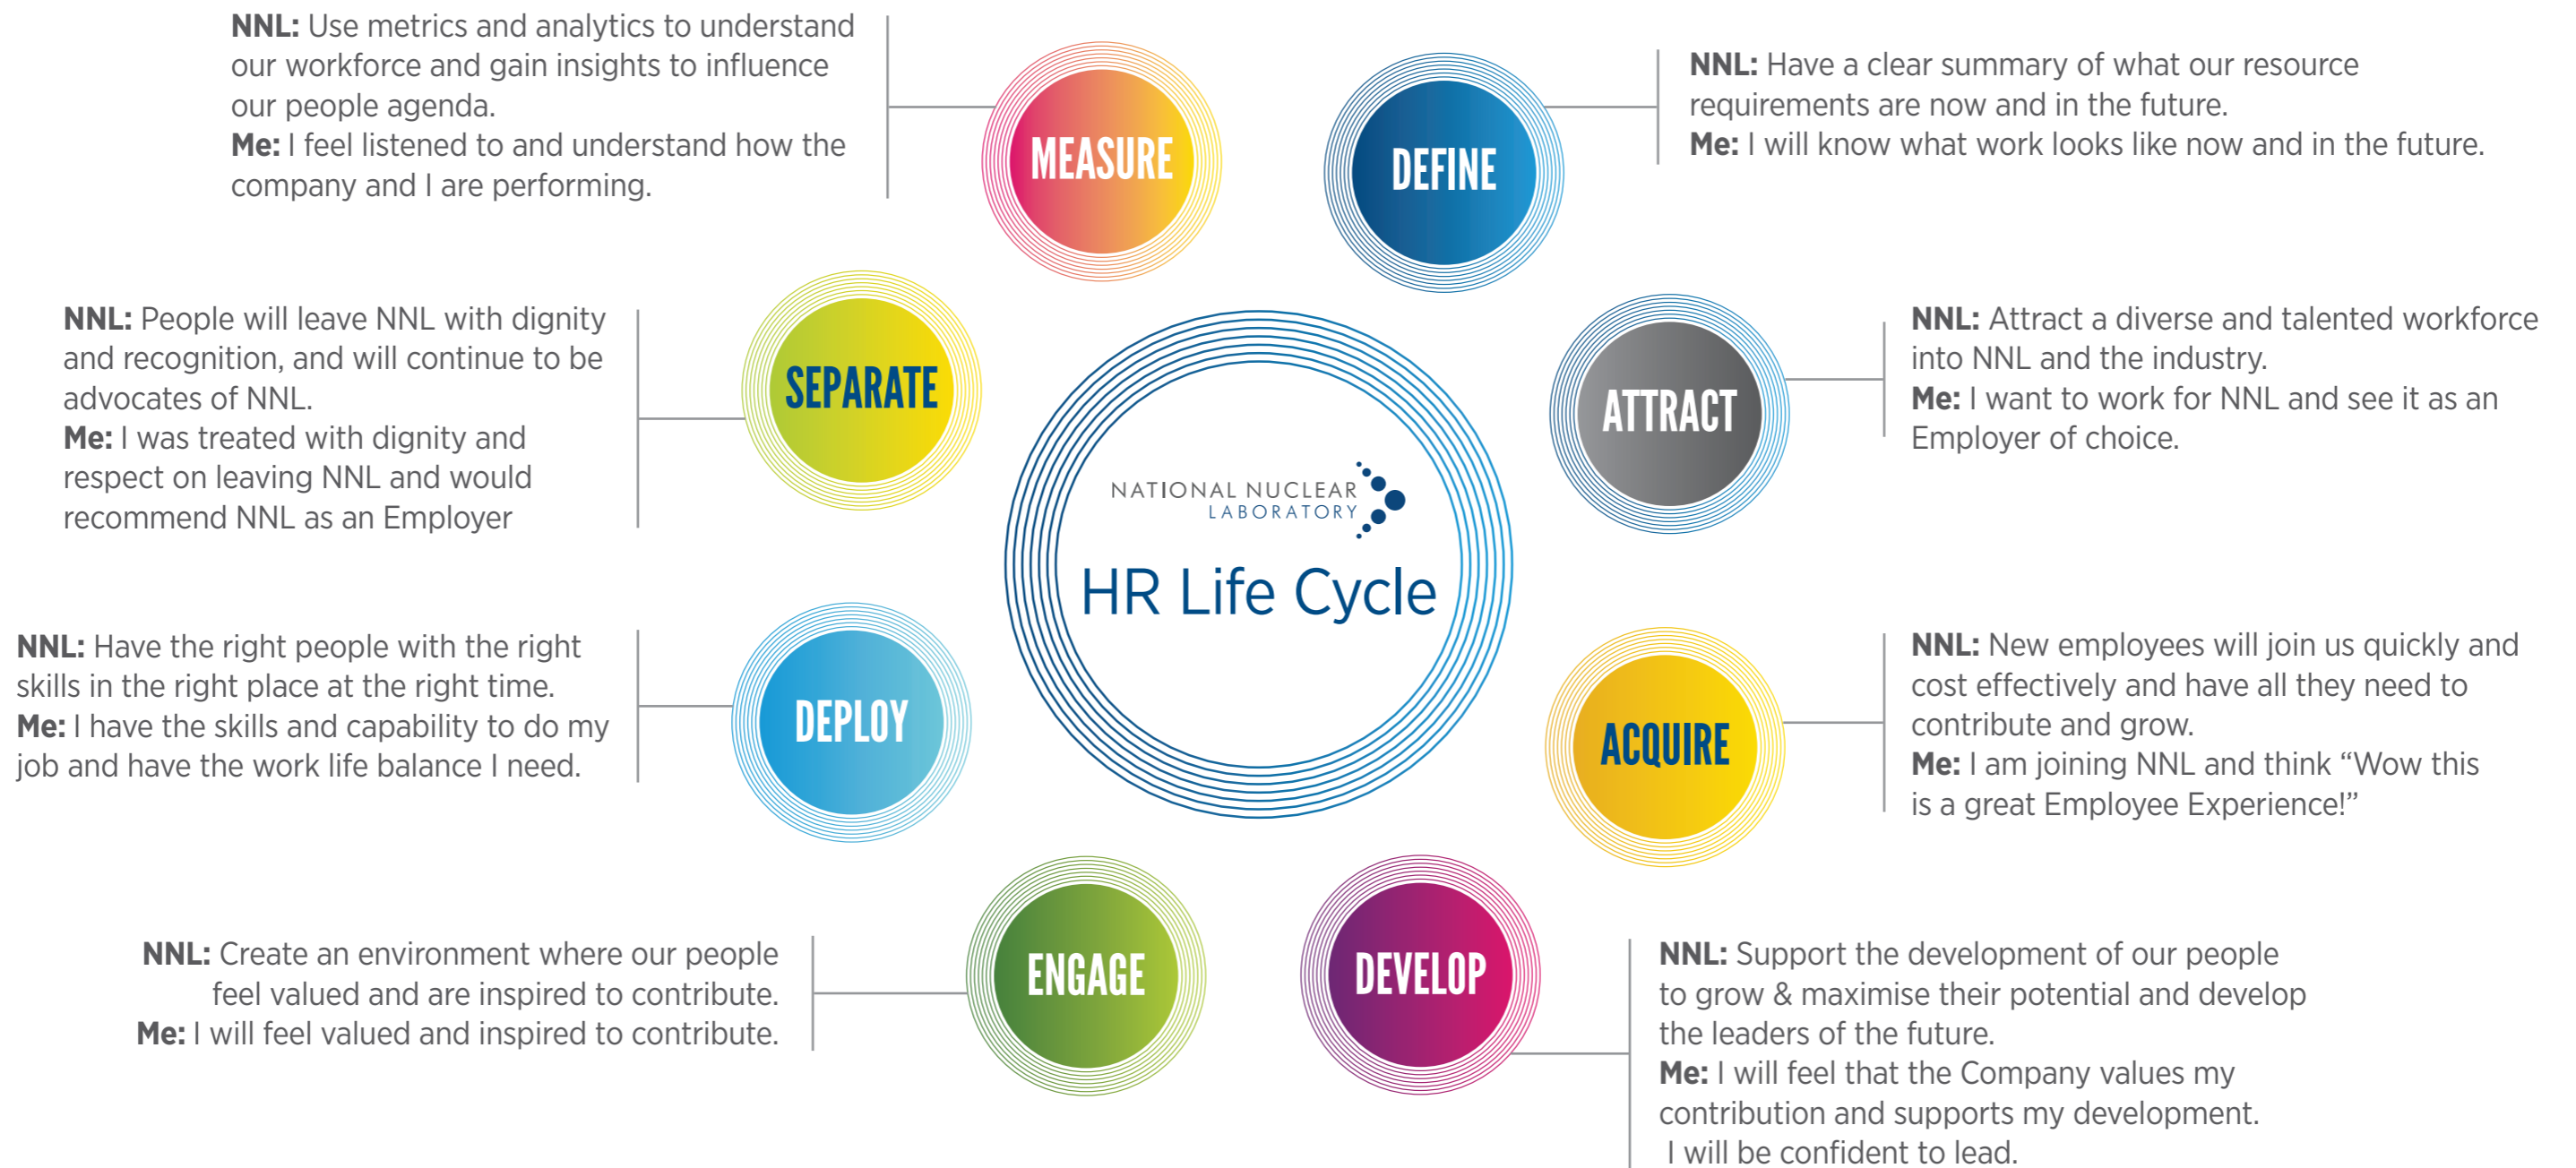 NNL: Use metrics and analytics to understand
our workforce and gain insights to influence
our people agenda.
Me: I feel listened to and understand how the
company and I are performing.
MEASURE
DEFINE
NNL: Have a clear summary of what our resource
requirements are now and in the future.
Me: I will know what work looks like now and in the future.
NNL: People will leave NNL with dignity
and recognition, and will continue to be
advocates of NNL.
Me: I was treated with dignity and
respect on leaving NNL and would
recommend NNL as an Employer
SEPARATE
ATTRACT
NNL: Attract a diverse and talented workforce
into NNL and the industry.
Me: I want to work for NNL and see it as an
Employer of choice.
NATIONAL NUCLEAR
LABORATORY
HR Life Cycle
NNL: Have the right people with the right
skills in the right place at the right time.
Me: I have the skills and capability to do my
job and have the work life balance I need.
DEPLOY
ACQUIRE
NNL: New employees will join us quickly and
cost effectively and have all they need to
contribute and grow.
Me: I am joining NNL and think “Wow this
is a great Employee Experience!”
NNL: Create an environment where our people
feel valued and are inspired to contribute.
Me: I will feel valued and inspired to contribute.
ENGAGE
DEVELOP
NNL: Support the development of our people
to grow & maximise their potential and develop
the leaders of the future.
Me: I will feel that the Company values my
contribution and supports my development.
I will be confident to lead.